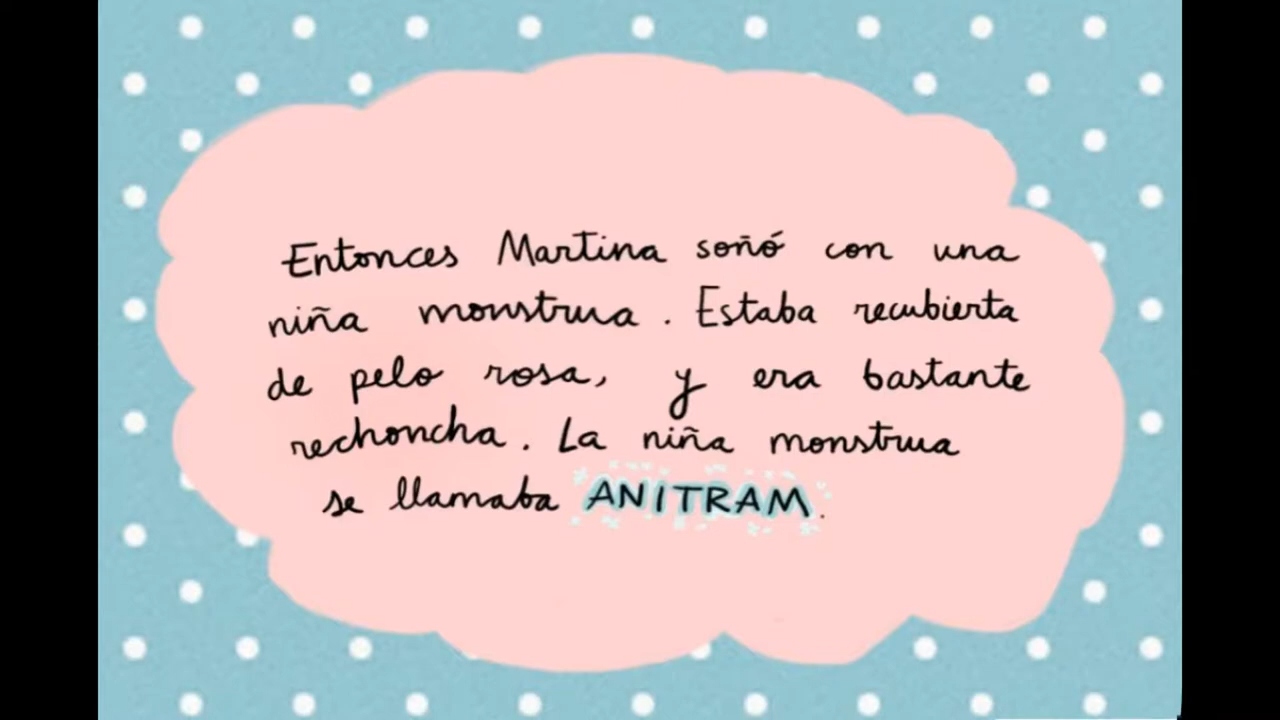 Entonces Martina soñó con una
niña monstrua. Estaba recubierta
de pelo rosa, y era bastante
rechoncha. La niña monstrua
se llamaba ANITRAM.